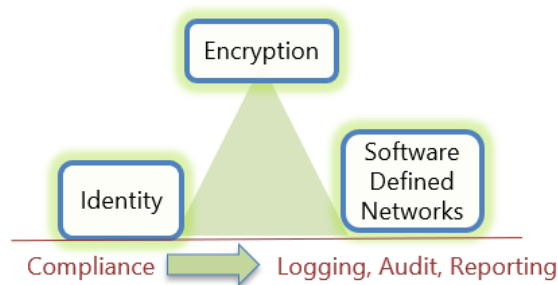 Encryption
Identity
Software
Defined
Networks
Compliance
Logging, Audit, Reporting